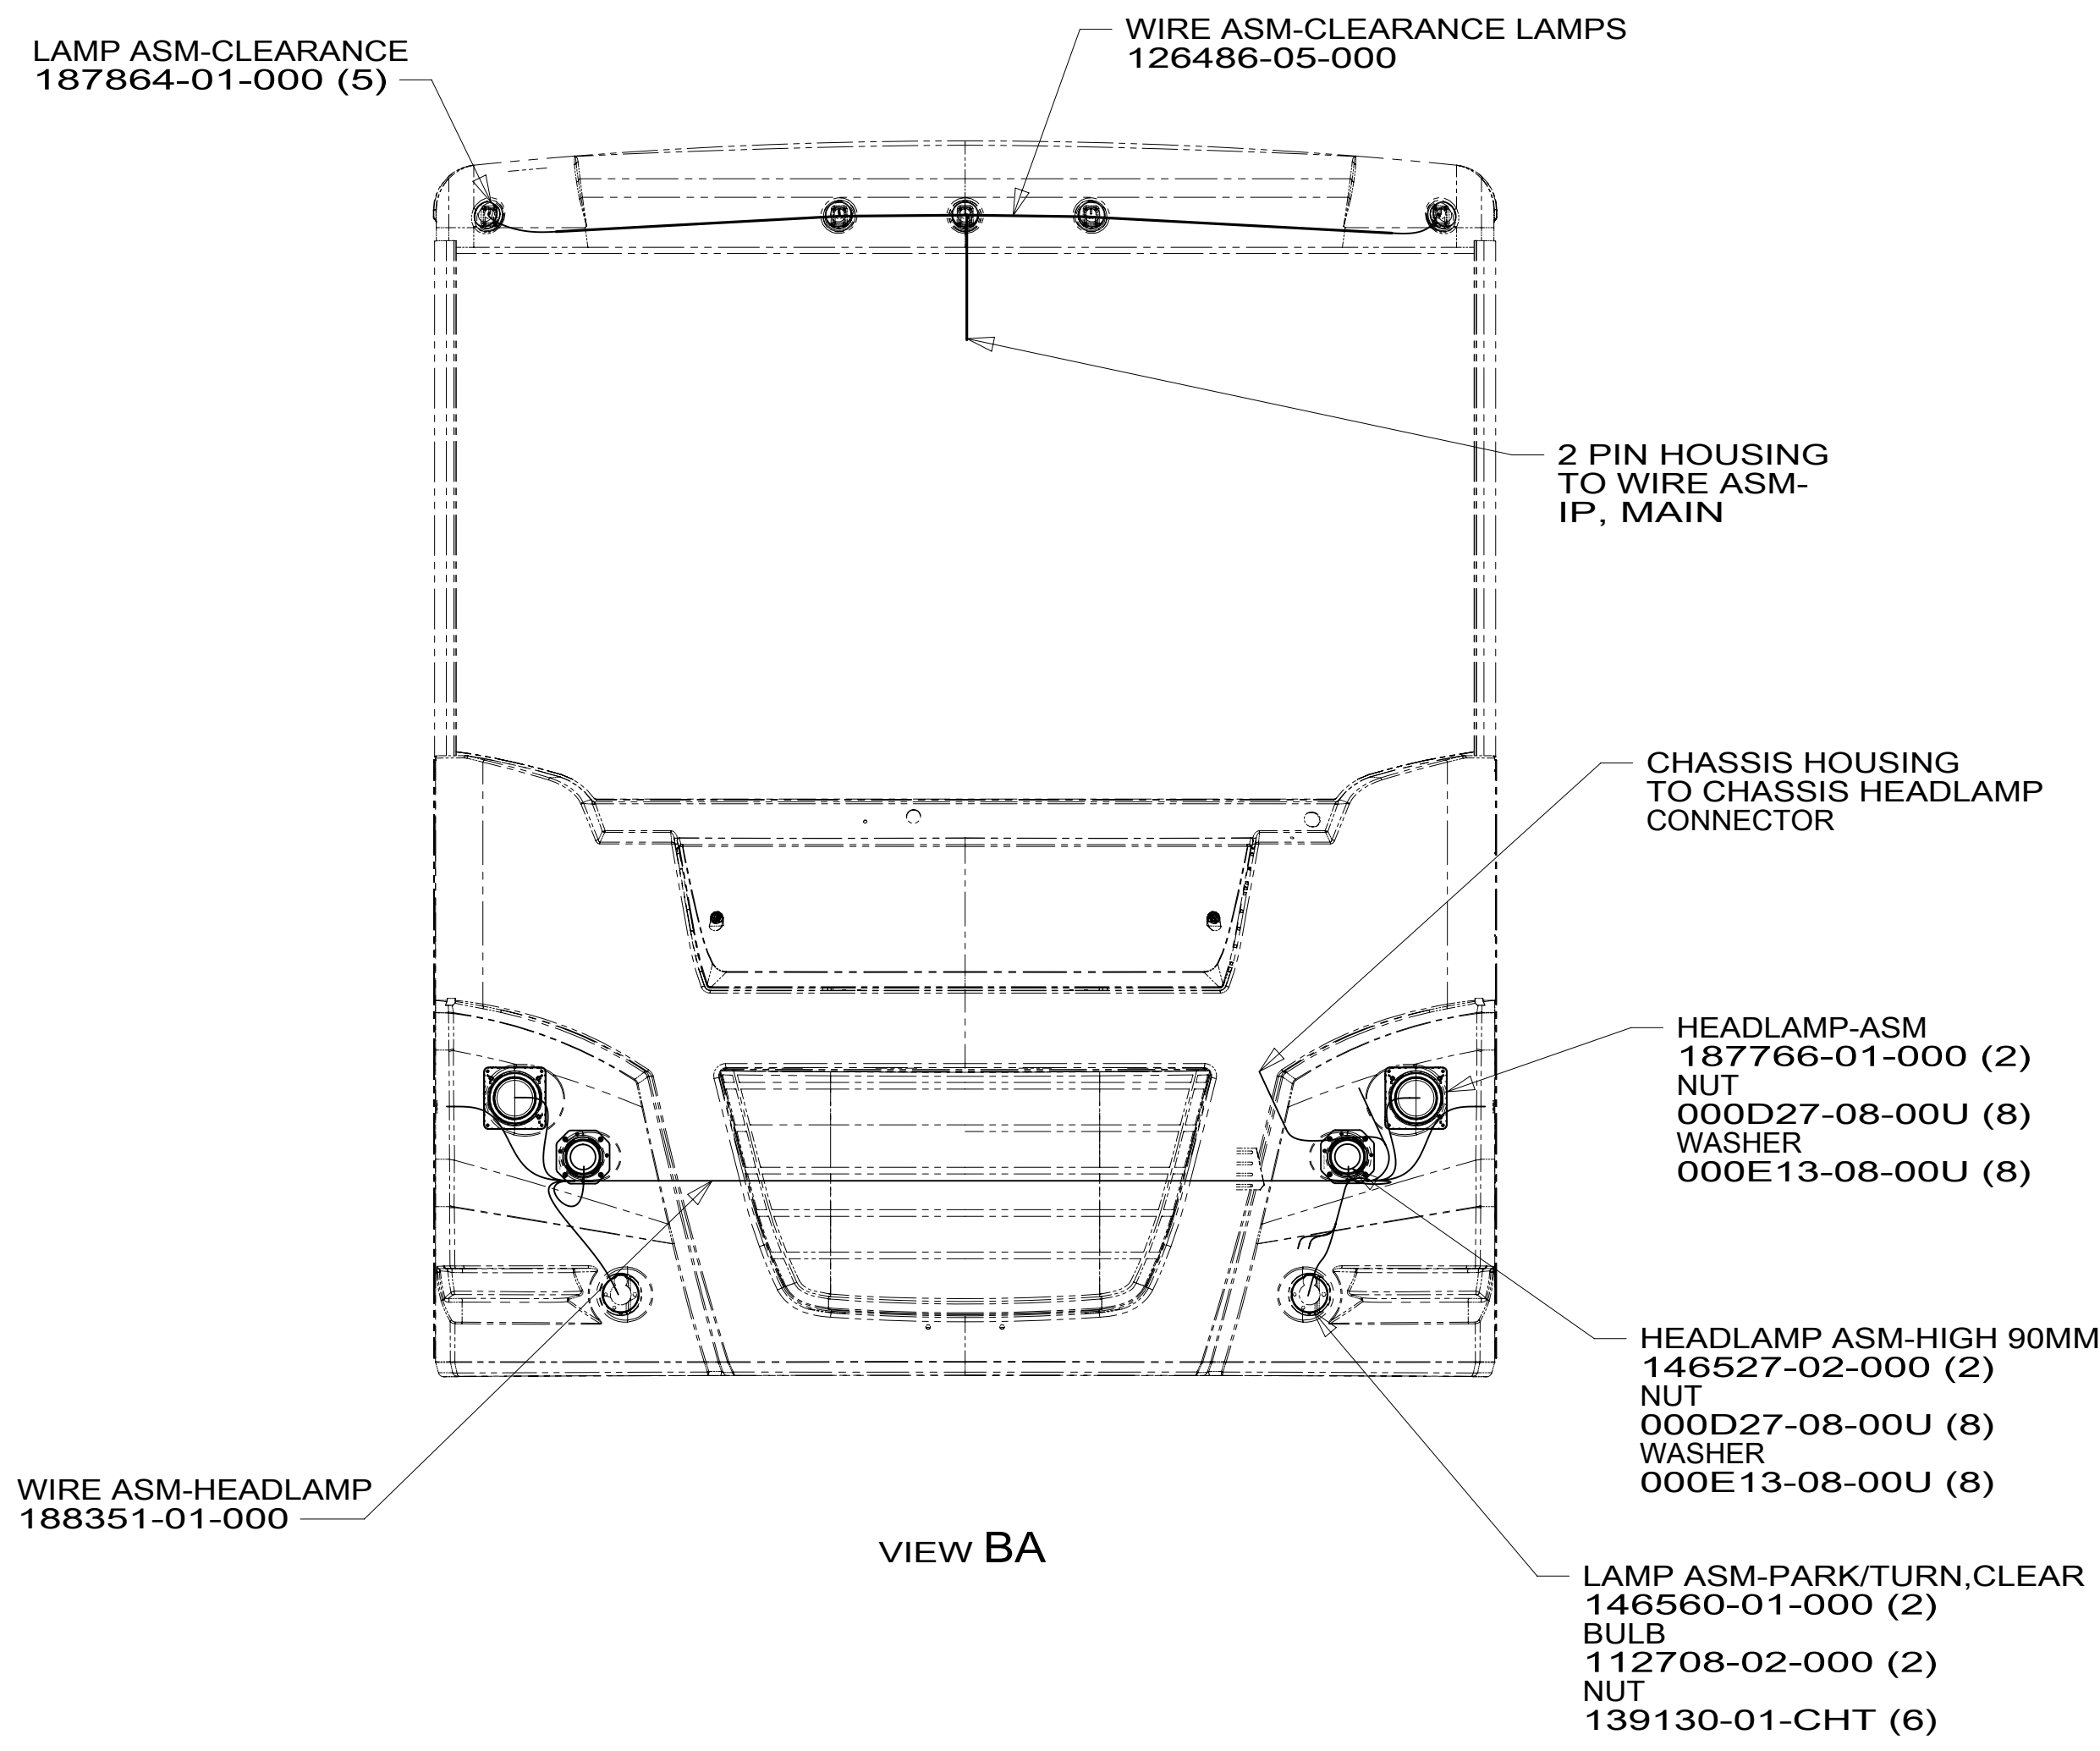 LAMP ASM-CLEARANCE
187864-01-000 (5)
WIRE ASM-CLEARANCE LAMPS
126486-05-000
2 PIN HOUSING
TO WIRE ASM-
IP, MAIN
CHASSIS HOUSING
TO CHASSIS HEADLAMP
CONNECTOR
HEADLAMP-ASM
187766-01-000 (2)
NUT
000D27-08-00U (8)
WASHER
000E13-08-00U (8)
HEADLAMP ASM-HIGH 90MM
146527-02-000 (2)
NUT
000D27-08-00U (8)
WASHER
000E13-08-00U (8)
WIRE ASM-HEADLAMP
188351-01-000
VIEW BA
LAMP ASM-PARK/TURN,CLEAR
146560-01-000 (2)
BULB
112708-02-000 (2)
NUT
139130-01-CHT (6)